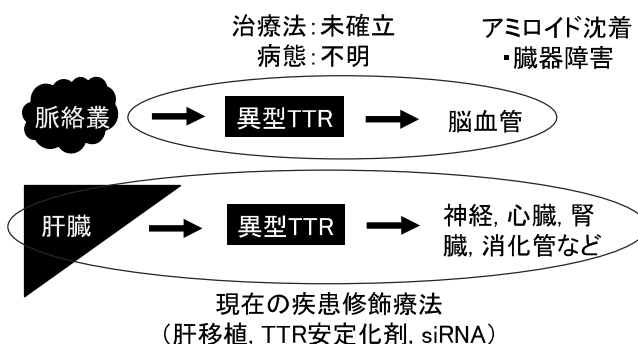 治療法：未確立
病態：不明
アミロイド沈着
・臓器障害
脈絡叢
異型TTR
脳血管
肝臓
異型TTR
神経, 心臓, 腎
臓, 消化管など
現在の疾患修飾療法
（肝移植, TTR安定化剤, siRNA）